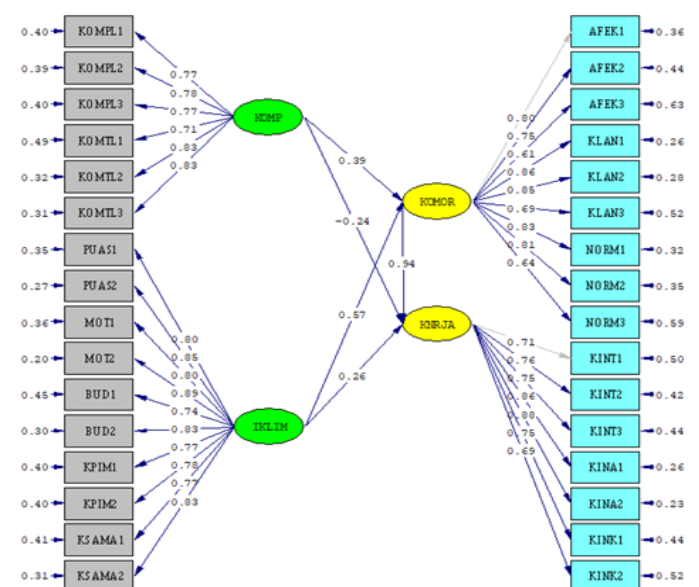 0.40 KOMPL1
0.39 KOMPL2
0.40 KOMPL3
0.49 KOMTL1
0.32 KOMTL2
0.31 KOMTL3
0.35 PUAS1
0.27 PUAS2
0.36 MOT1
0.20 MOT2
0.45 BUD1
0.30 BUD2
0.40 KPIM1
0.40 KPIM2
0.41 KSAMA1
0.31 KSAMA2
0.77
0.78
0.77
0.71
0.83
0.83
0.80
0.85
0.80
0.89
0.74
0.83
0.77
0.78
0.77
0.83
KOMP
IKLIM
0.39
-0.24
0.94
0.57
0.26
KOMOR
KNRJA
0.80
0.75
0.61
0.86
0.85
0.69
0.83
0.81
0.64
0.71
0.76
0.75
0.86
0.88
0.75
0.69
AFEK1 0.36
AFEK2 0.44
AFEK3 0.63
KLAN1 0.26
KLAN2 0.28
KLAN3 0.52
NORM1 0.32
NORM2 0.35
NORM3 0.59
KINT1 0.50
KINT2 0.42
KINT3 0.44
KINA1 0.26
KINA2 0.23
KINK1 0.44
KINK2 0.52